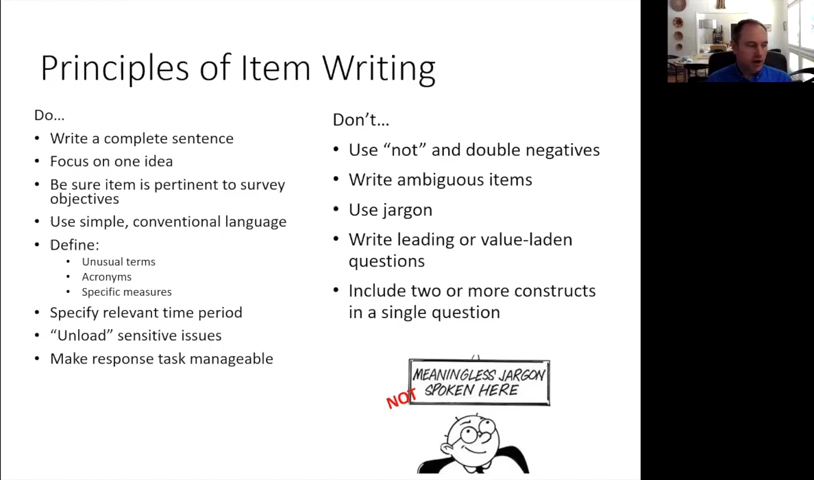 Principles of Item Writing
Do…
• Write a complete sentence
• Focus on one idea
• Be sure item is pertinent to survey
objectives
• Use simple, conventional language
• Define:
• Unusual terms
• Acronyms
• Specific measures
• Specify relevant time period
• “Unload” sensitive issues
• Make response task manageable
Don’t…
• Use “not” and double negatives
• Write ambiguous items
• Use jargon
• Write leading or value-laden
questions
• Include two or more constructs
in a single question
MEANINGLESS JARGON
NOT SPOKEN HERE